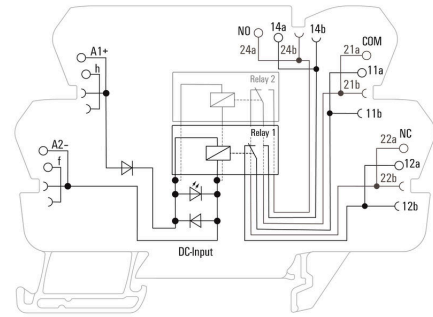 NO
14a
14b
24a
24b
COM
21a
11a
21b
11b
A1+
h
Relay 2
Relay 1
A2-
f
NC
22a
12a
22b
12b
DC-Input